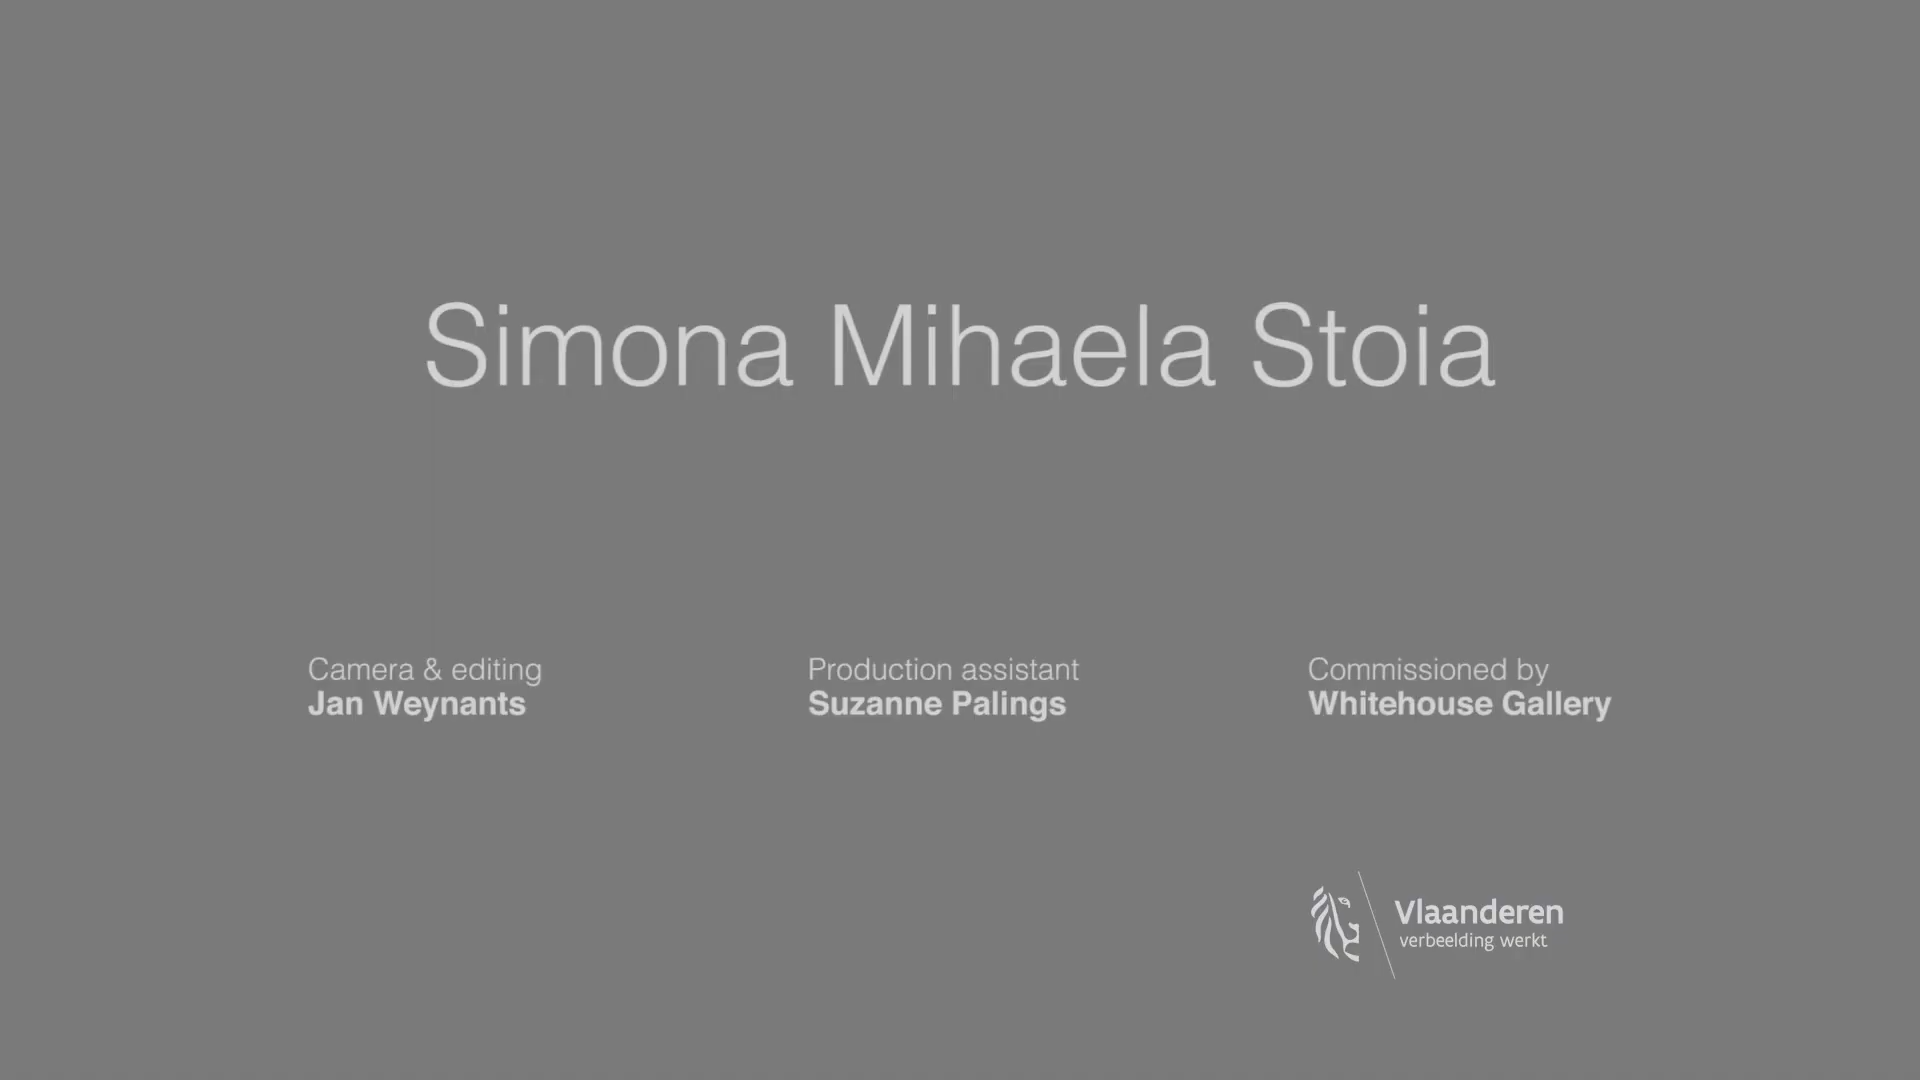 Simona Mihaela Stoia
Camera & editing
Jan Weynants
Production assistant
Suzanne Palings
Commissioned by
Whitehouse Gallery
Vlaanderen
verbeelding werkt